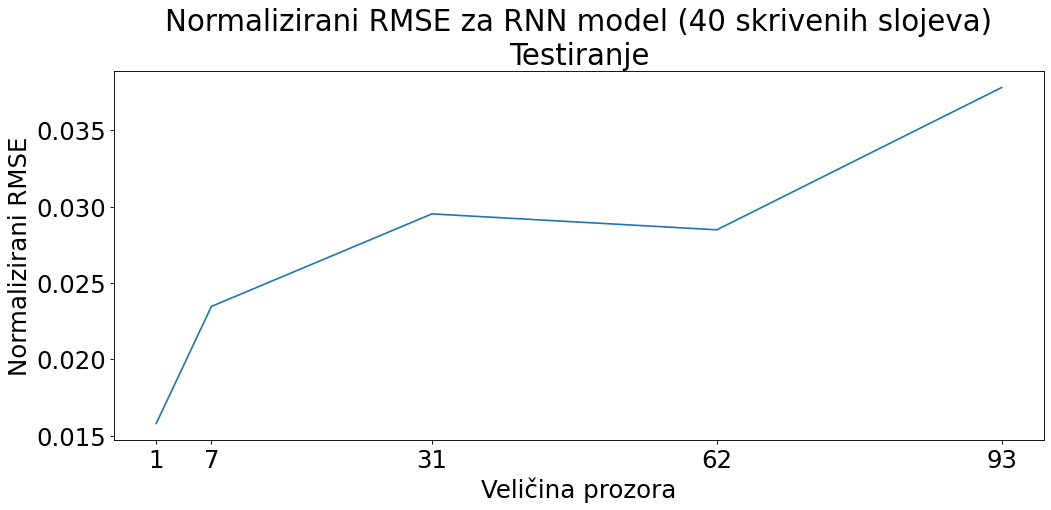 Normalizirani RMSE za RNN model (40 skrivenih slojeva)
Testiranje
Normalizirani RMSE
0.035
0.030
0.025
0.020
0.015
1 7 31 62 93
Veličina prozora